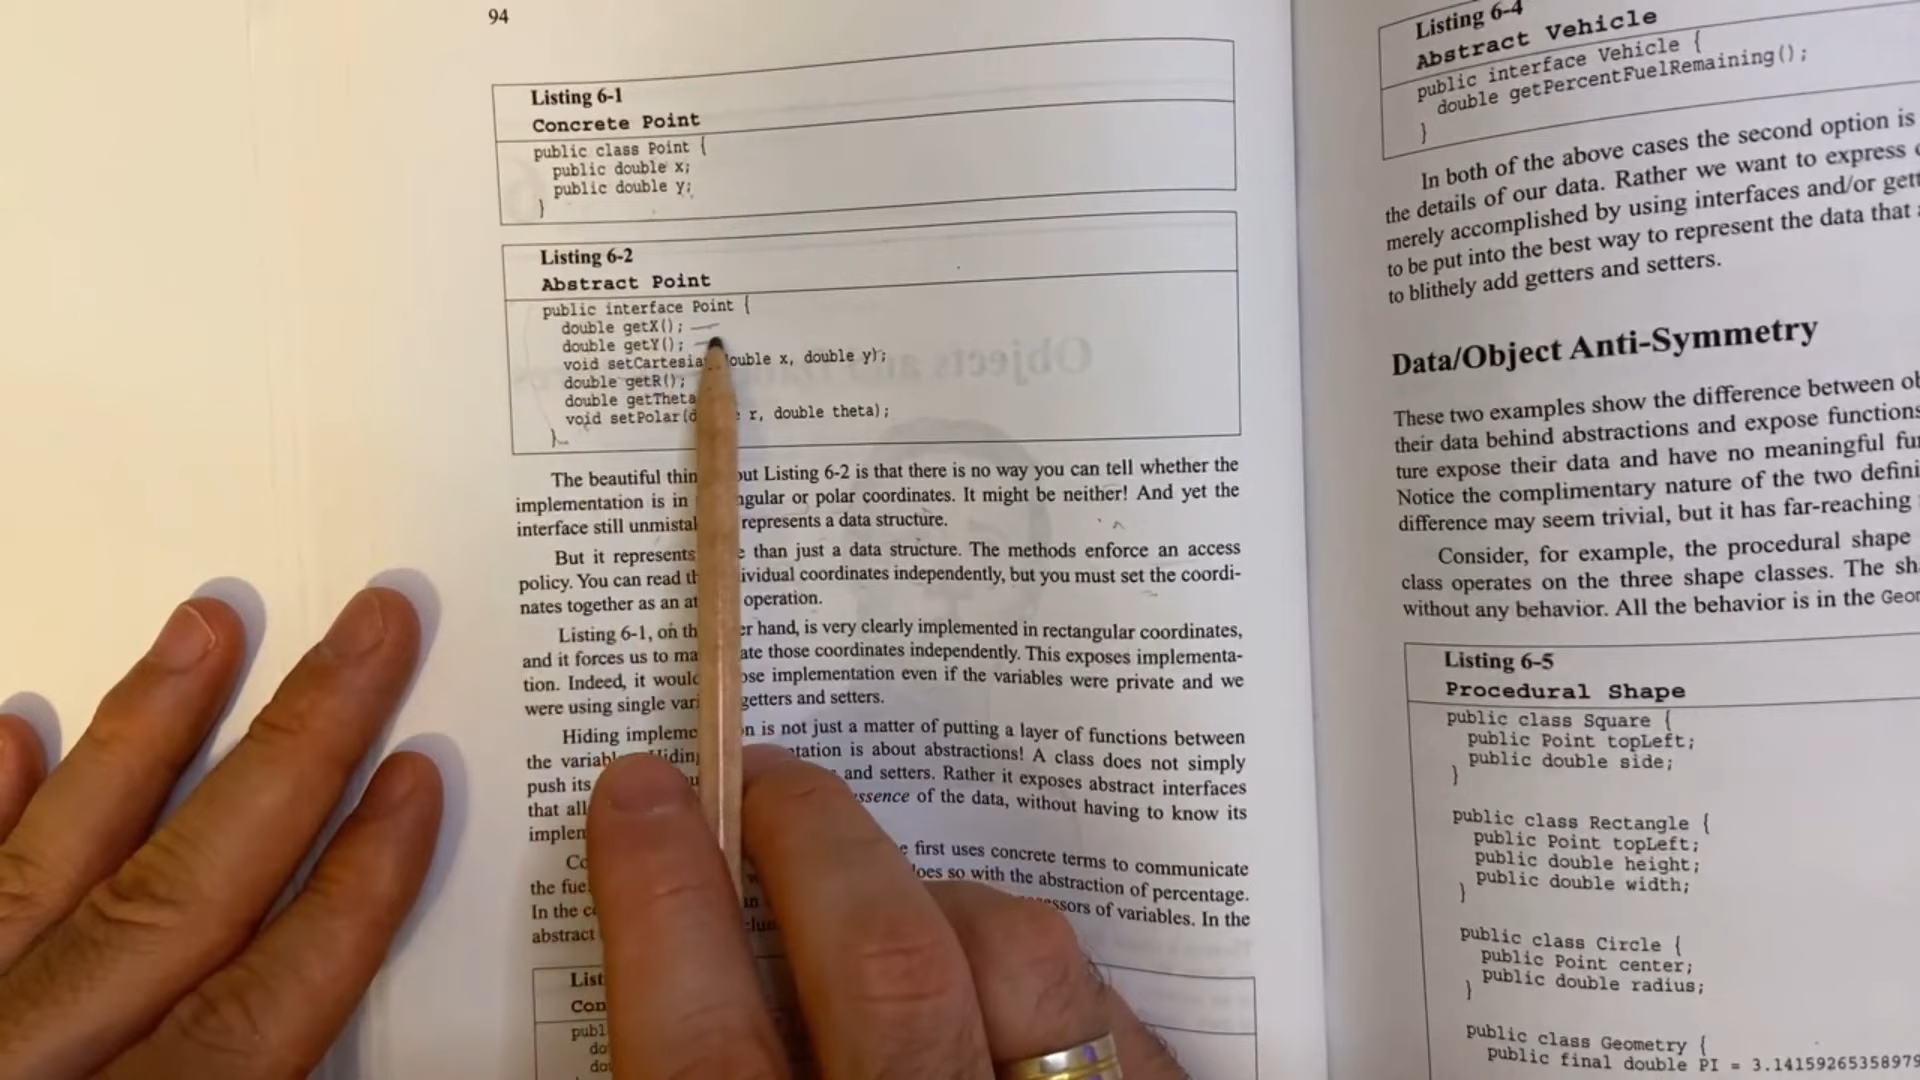 94
Listing 6-1
Concrete Point
public class Point {
public double x;
public double y;
}
Listing 6-2
Abstract Point
public interface Point {
double getX();
double getY();
void setCartesia double x, double y);
double getR();
double getTheta
void setPolar(d r, double theta);
}
The beautiful thin out Listing 6-2 is that there is no way you can tell whether the
implementation is in ngular or polar coordinates. It might be neither! And yet the
interface still unmista represents a data structure.
But it represents than just a data structure. The methods enforce an access
policy. You can read th ividual coordinates independently, but you must set the coordi-
nates together as an at operation.
Listing 6-1, on th er hand, is very clearly implemented in rectangular coordinates,
and it forces us to ma ate those coordinates independently. This exposes implementa-
tion. Indeed, it would ose implementation even if the variables were private and we
were using single vari getters and setters.
Hiding impleme n is not just a matter of putting a layer of functions between
the variabl Hiding ntation is about abstractions! A class does not simply
push its and setters. Rather it exposes abstract interfaces
that all essence of the data, without having to know its
implem
Co e first uses concrete terms to communicate
the fue does so with the abstraction of percentage.
In the c ssors of variables. In the
abstract
List
Con
publ
do
do
Listing 6-4
Abstract Vehicle
public interface Vehicle {
double getPercentFuelRemaining();
}
In both of the above cases the second option is
the details of our data. Rather we want to express
merely accomplished by using interfaces and/or gett
to be put into the best way to represent the data that
to blithely add getters and setters.
Data/Object Anti-Symmetry
These two examples show the difference between ob
their data behind abstractions and expose functions
ture expose their data and have no meaningful fu
Notice the complimentary nature of the two defini
difference may seem trivial, but it has far-reaching
Consider, for example, the procedural shape
class operates on the three shape classes. The sh
without any behavior. All the behavior is in the Geo
Listing 6-5
Procedural Shape
public class Square {
public Point topLeft;
public double side;
}
public class Rectangle {
public Point topLeft;
public double height;
public double width;
}
public class Circle {
public Point center;
public double radius;
}
public class Geometry {
public final double PI = 3.14159265358979